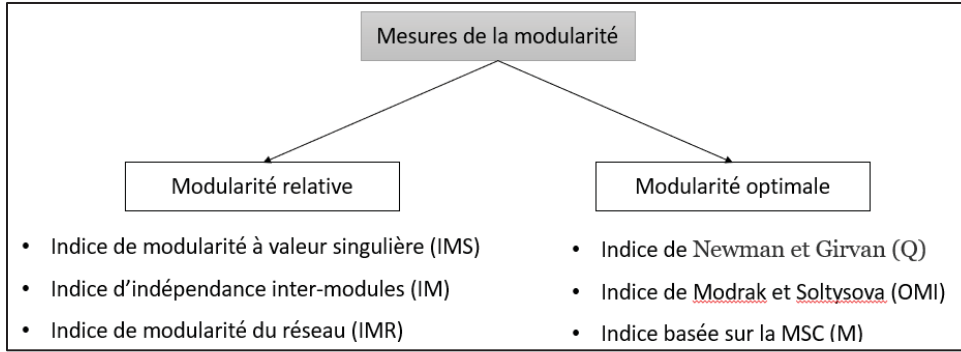 Mesures de la modularité
Modularité relative
• Indice de modularité à valeur singulière (IMS)
• Indice d'indépendance inter-modules (IM)
• Indice de modularité du réseau (IMR)
Modularité optimale
• Indice de Newman et Girvan (Q)
• Indice de Modrak et Soltysova (OMI)
• Indice basée sur la MSC (M)